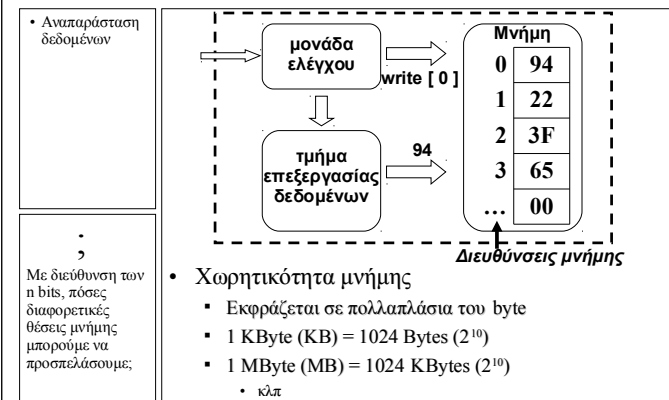 • Αναπαράσταση
δεδομένων
;
Με διεύθυνση των
n bits, πόσες
διαφορετικές
θέσεις μνήμης
μπορούμε να
προσπελάσουμε;
μονάδα
ελέγχου
write [ 0 ]
τμήμα
επεξεργασίας
δεδομένων
94
Μνήμη
0 94
1 22
2 3F
3 65
… 00
Διευθύνσεις μνήμης
• Χωρητικότητα μνήμης
▪ Εκφράζεται σε πολλαπλάσια του byte
▪ 1 KByte (KB) = 1024 Bytes (2¹⁰)
▪ 1 MByte (MB) = 1024 KBytes (2¹⁰)
• κλπ